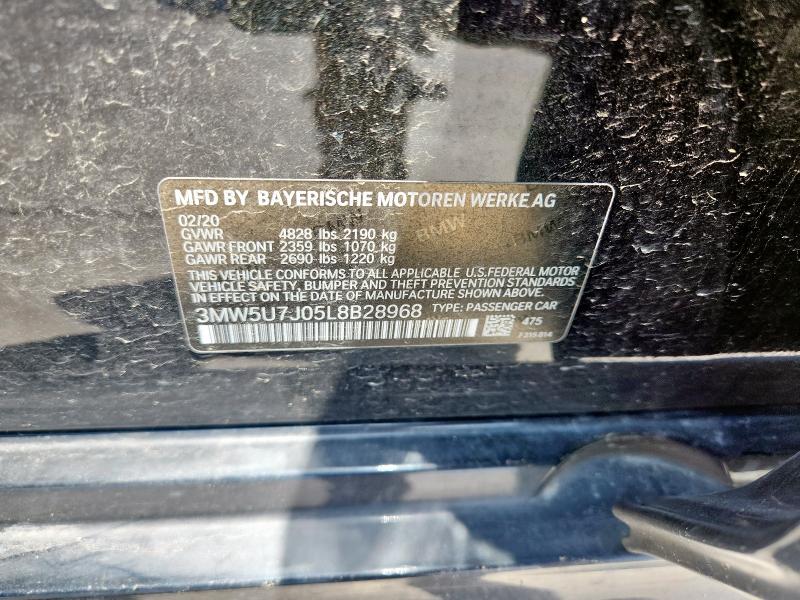 MFD BY BAYERISCHE MOTOREN WERKE AG
02/20
GVWR 4828 lbs 2190 kg
GAWR FRONT 2359 lbs 1070 kg
GAWR REAR 2690 lbs 1220 kg
THIS VEHICLE CONFORMS TO ALL APPLICABLE U.S.FEDERAL MOTOR
VEHICLE SAFETY, BUMPER AND THEFT PREVENTION STANDARDS
IN EFFECT ON THE DATE OF MANUFACTURE SHOWN ABOVE.
3MW5U7J05L8B28968 TYPE: PASSENGER CAR
475
BMW
BMW